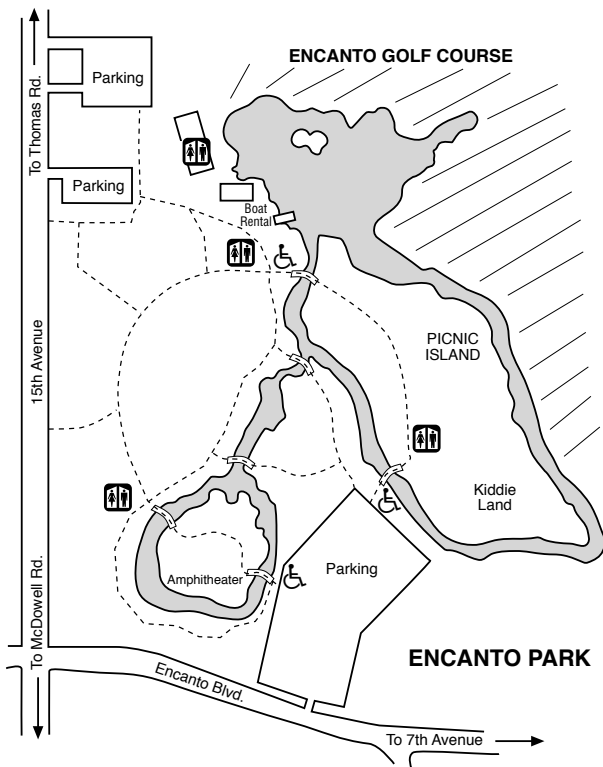 ENCANTO GOLF COURSE
Parking
To Thomas Rd.
Parking
Boat
Rental
15th Avenue
PICNIC
ISLAND
Kiddie
Land
Amphitheater
Parking
To McDowell Rd.
ENCANTO PARK
Encanto Blvd.
To 7th Avenue